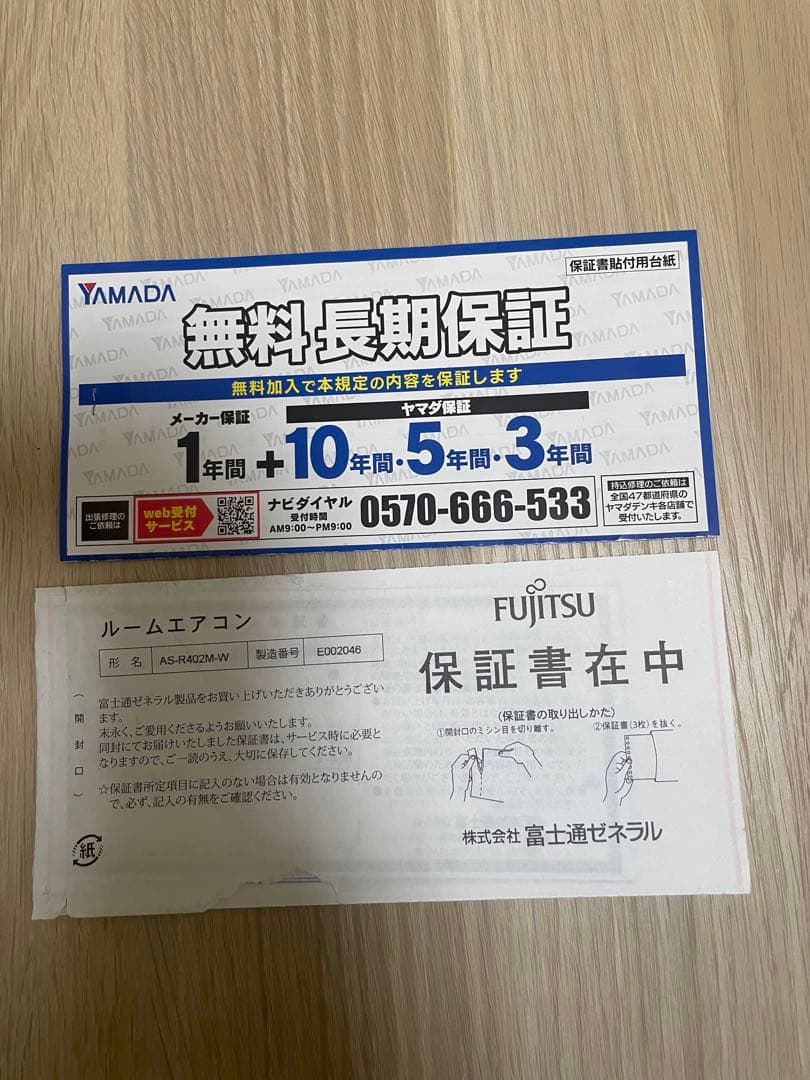 YAMADA
保証書貼付用台紙
無料長期保証
無料加入で本規定の内容を保証します
メーカー保証
ヤマダ保証
1年間+10年間・5年間・3年間
出張修理の
ご依頼は
web受付
サービス
ナビダイヤル
受付時間
AM9:00〜PM9:00
0570-666-533
持込修理のご依頼は
全国47都道府県の
ヤマダデンキ各店舗で
受付いたします。
ルームエアコン
形名 AS-R402M-W 製造番号 E002046
(開封口)
富士通ゼネラル製品をお買い上げいただきありがとうござい
ます。
末永く、ご愛用くださるようお願いいたします。
同封にてお届けいたしました保証書は、サービス時に必要と
なりますので、ご一読のうえ、大切に保存してください。
☆保証書所定項目に記入のない場合は有効となりませんの
で、必ず、記入の有無をご確認ください。
紙
FUJITSU
保証書在中
(保証書の取り出しかた)
①開封口のミシン目を切り離す。
②保証書(3枚)を抜く。
株式会社 富士通ゼネラル